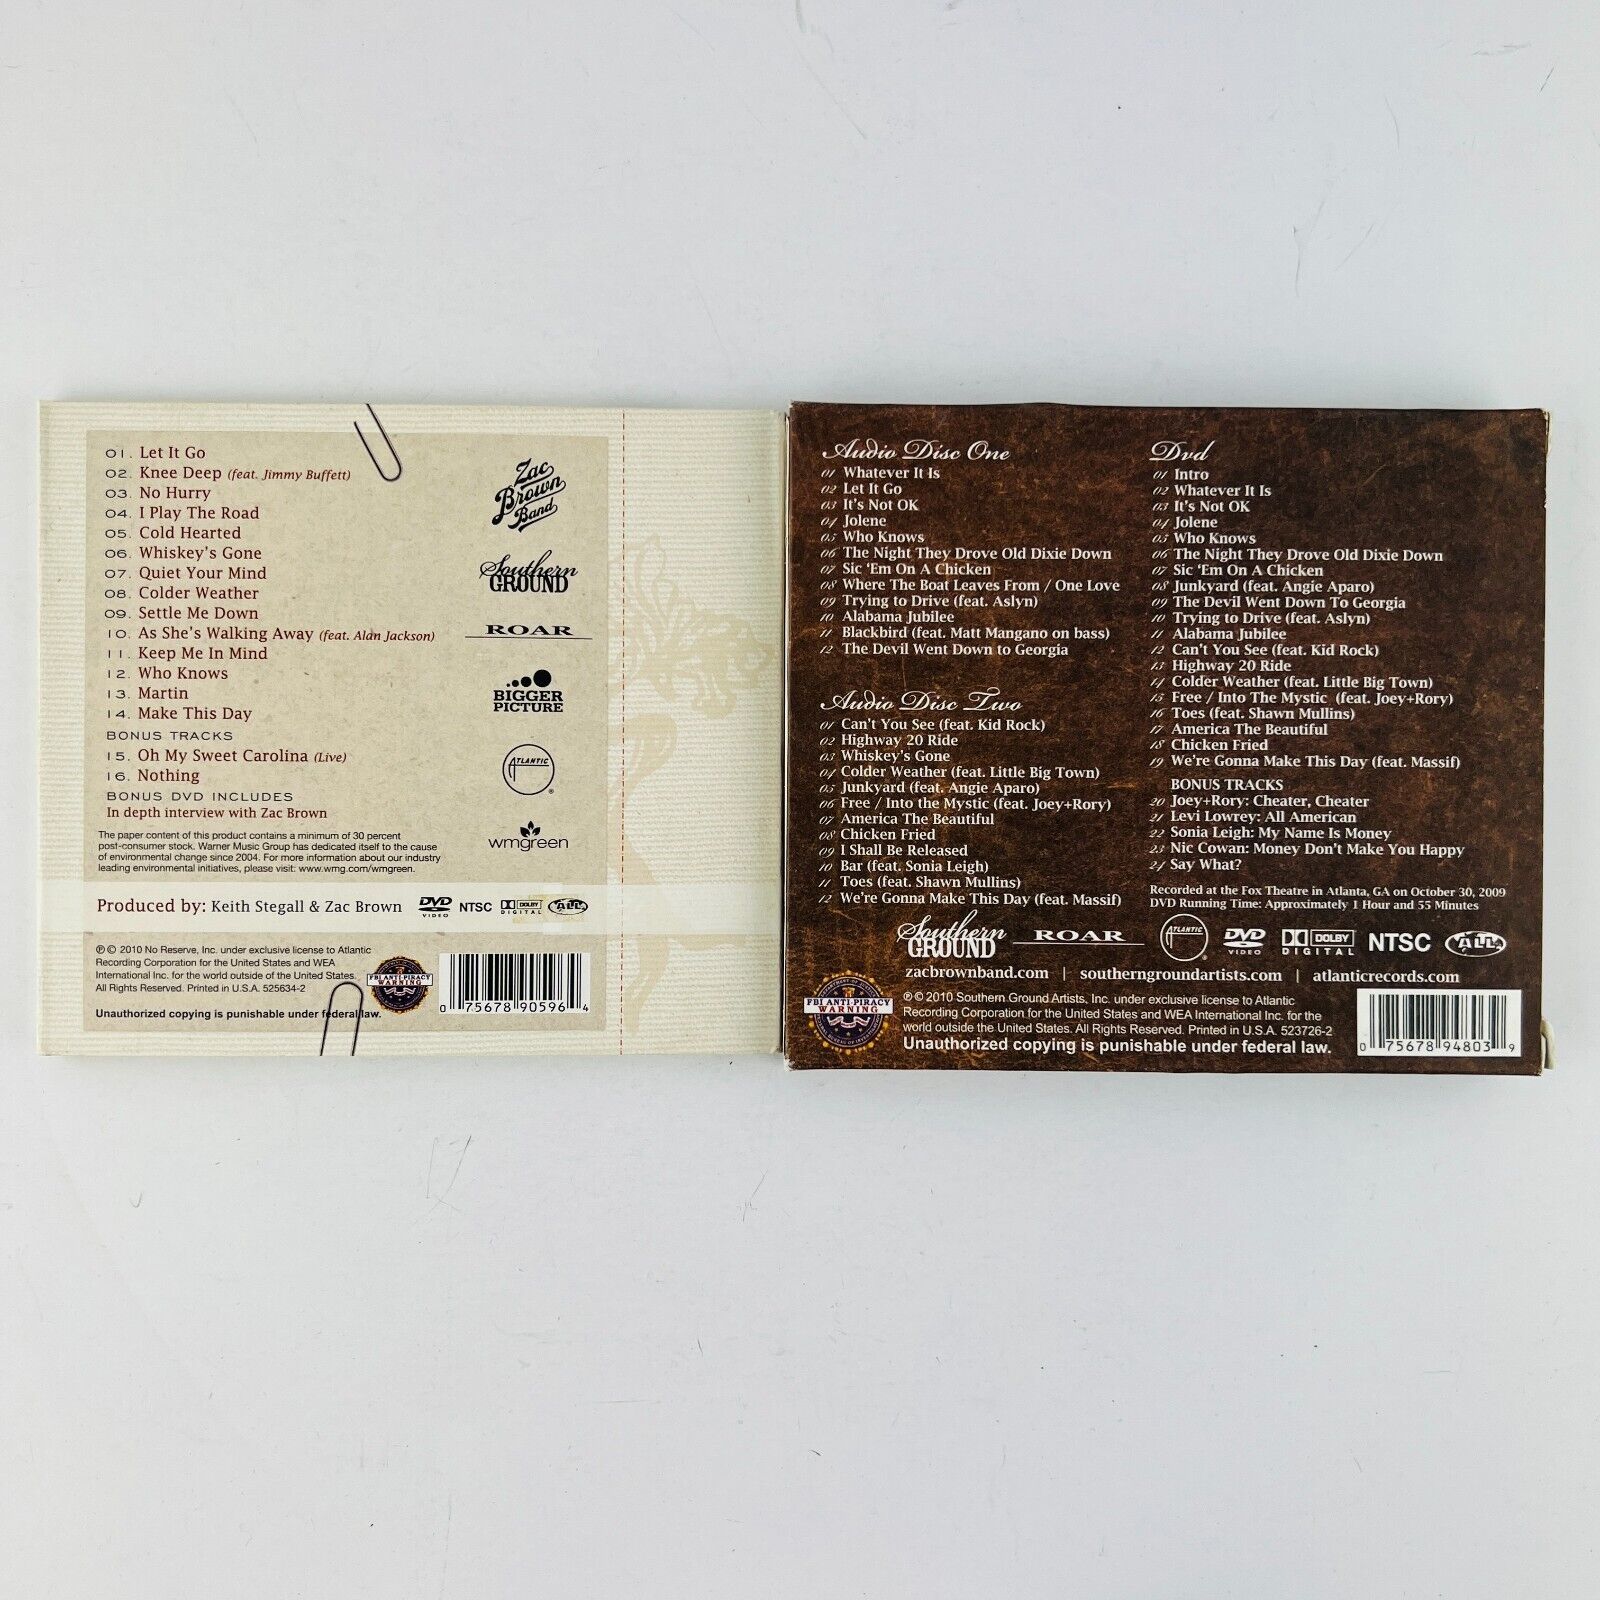 01. Let It Go
02. Knee Deep (feat. Jimmy Buffett)
03. No Hurry
04. I Play The Road
05. Cold Hearted
06. Whiskey's Gone
07. Quiet Your Mind
08. Colder Weather
09. Settle Me Down
10. As She's Walking Away (feat. Alan Jackson)
11. Keep Me In Mind
12. Who Knows
13. Martin
14. Make This Day
BONUS TRACKS
15. Oh My Sweet Carolina (Live)
16. Nothing
BONUS DVD INCLUDES
In depth interview with Zac Brown
The paper content of this product contains a minimum of 30 percent
post-consumer stock. Warner Music Group has dedicated itself to the cause
of environmental change since 2004. For more information about our industry
leading environmental initiatives, please visit: www.wmg.com/wmgreen.
Zac
Brown
Band
Southern
GROUND
ROAR
BIGGER
PICTURE
ATLANTIC
wmgreen
Produced by: Keith Stegall & Zac Brown
DVD
VIDEO
NTSC
DOLBY
DIGITAL
ALL
℗ © 2010 No Reserve, Inc. under exclusive license to Atlantic
Recording Corporation for the United States and WEA
International Inc. for the world outside of the United States.
All Rights Reserved. Printed in U.S.A. 525634-2
Unauthorized copying is punishable under federal law.
FBI ANTI-PIRACY
WARNING
0 75678 90596 4
Audio Disc One
01 Whatever It Is
02 Let It Go
03 It's Not OK
04 Jolene
05 Who Knows
06 The Night They Drove Old Dixie Down
07 Sic 'Em On A Chicken
08 Where The Boat Leaves From / One Love
09 Trying to Drive (feat. Aslyn)
10 Alabama Jubilee
11 Blackbird (feat. Matt Mangano on bass)
12 The Devil Went Down to Georgia
Audio Disc Two
01 Can't You See (feat. Kid Rock)
02 Highway 20 Ride
03 Whiskey's Gone
04 Colder Weather (feat. Little Big Town)
05 Junkyard (feat. Angie Aparo)
06 Free / Into the Mystic (feat. Joey+Rory)
07 America The Beautiful
08 Chicken Fried
09 I Shall Be Released
10 Bar (feat. Sonia Leigh)
11 Toes (feat. Shawn Mullins)
12 We're Gonna Make This Day (feat. Massif)
Dvd
01 Intro
02 Whatever It Is
03 It's Not OK
04 Jolene
05 Who Knows
06 The Night They Drove Old Dixie Down
07 Sic 'Em On A Chicken
08 Junkyard (feat. Angie Aparo)
09 The Devil Went Down To Georgia
10 Trying to Drive (feat. Aslyn)
11 Alabama Jubilee
12 Can't You See (feat. Kid Rock)
13 Highway 20 Ride
14 Colder Weather (feat. Little Big Town)
15 Free / Into The Mystic (feat. Joey+Rory)
16 Toes (feat. Shawn Mullins)
17 America The Beautiful
18 Chicken Fried
19 We're Gonna Make This Day (feat. Massif)
BONUS TRACKS
20 Joey+Rory: Cheater, Cheater
21 Levi Lowrey: All American
22 Sonia Leigh: My Name Is Money
23 Nic Cowan: Money Don't Make You Happy
24 Say What?
Recorded at the Fox Theatre in Atlanta, GA on October 30, 2009
DVD Running Time: Approximately 1 Hour and 55 Minutes
Southern
GROUND
ROAR
ATLANTIC
DVD
VIDEO
DOLBY
DIGITAL
NTSC
ALL
zacbrownband.com | southerngroundartists.com | atlanticrecords.com
FBI ANTI-PIRACY
WARNING
℗ © 2010 Southern Ground Artists, Inc. under exclusive license to Atlantic
Recording Corporation for the United States and WEA International Inc. for the
world outside the United States. All Rights Reserved. Printed in U.S.A. 523726-2
Unauthorized copying is punishable under federal law.
0 75678 94803 9